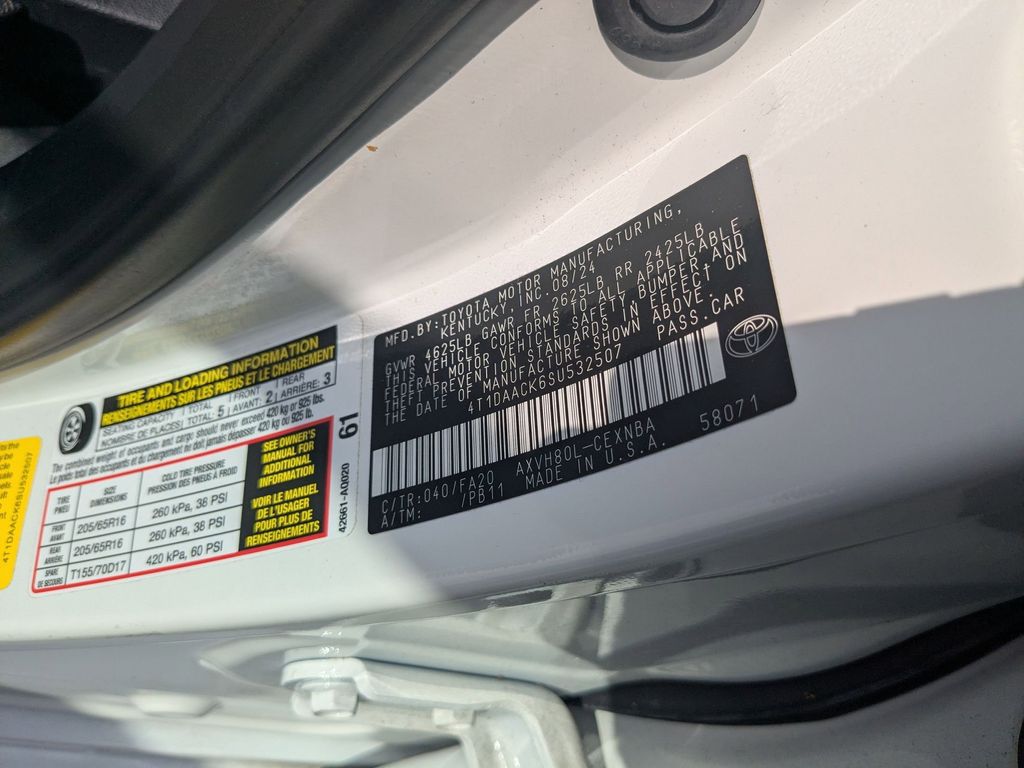 MFD.BY:TOYOTA MOTOR MANUFACTURING,
KENTUCKY, INC.08/24
GVWR 4625LB GAWR FR 2625LB RR 2425LB
THIS VEHICLE CONFORMS TO ALL APPLICABLE
FEDERAL MOTOR VEHICLE SAFETY, BUMPER, AND
THEFT PREVENTION STANDARDS IN EFFECT† ON
THE DATE OF MANUFACTURE SHOWN ABOVE.
4T1DAACK6SU532507 PASS.CAR
C/TR:040/FA20 AXVH80L-CEXNBA 58071
A/TM: /PB11 MADE IN U.S.A.
TIRE AND LOADING INFORMATION
RENSEIGNEMENTS SUR LES PNEUS ET LE CHARGEMENT
SEATING CAPACITY TOTAL FRONT REAR
NOMBRE DE PLACES TOTAL: 5 AVANT: 2 ARRIÈRE: 3
The combined weight of occupants and cargo should never exceed 420 kg or 925 lbs.
Le poids total des occupants et du chargement ne doit jamais dépasser 420 kg ou 925 lb.
TIRE SIZE COLD TIRE PRESSURE
PNEU DIMENSIONS PRESSION DES PNEUS À FROID
FRONT
AVANT 205/65R16 260 kPa, 38 PSI
REAR
ARRIÈRE 205/65R16 260 kPa, 38 PSI
SPARE
DE SECOURS T155/70D17 420 kPa, 60 PSI
SEE OWNER'S
MANUAL FOR
ADDITIONAL
INFORMATION
VOIR LE MANUEL
DE L'USAGER
POUR PLUS DE
RENSEIGNEMENTS
42661-A0020
61
4T1DAACK6SU532507